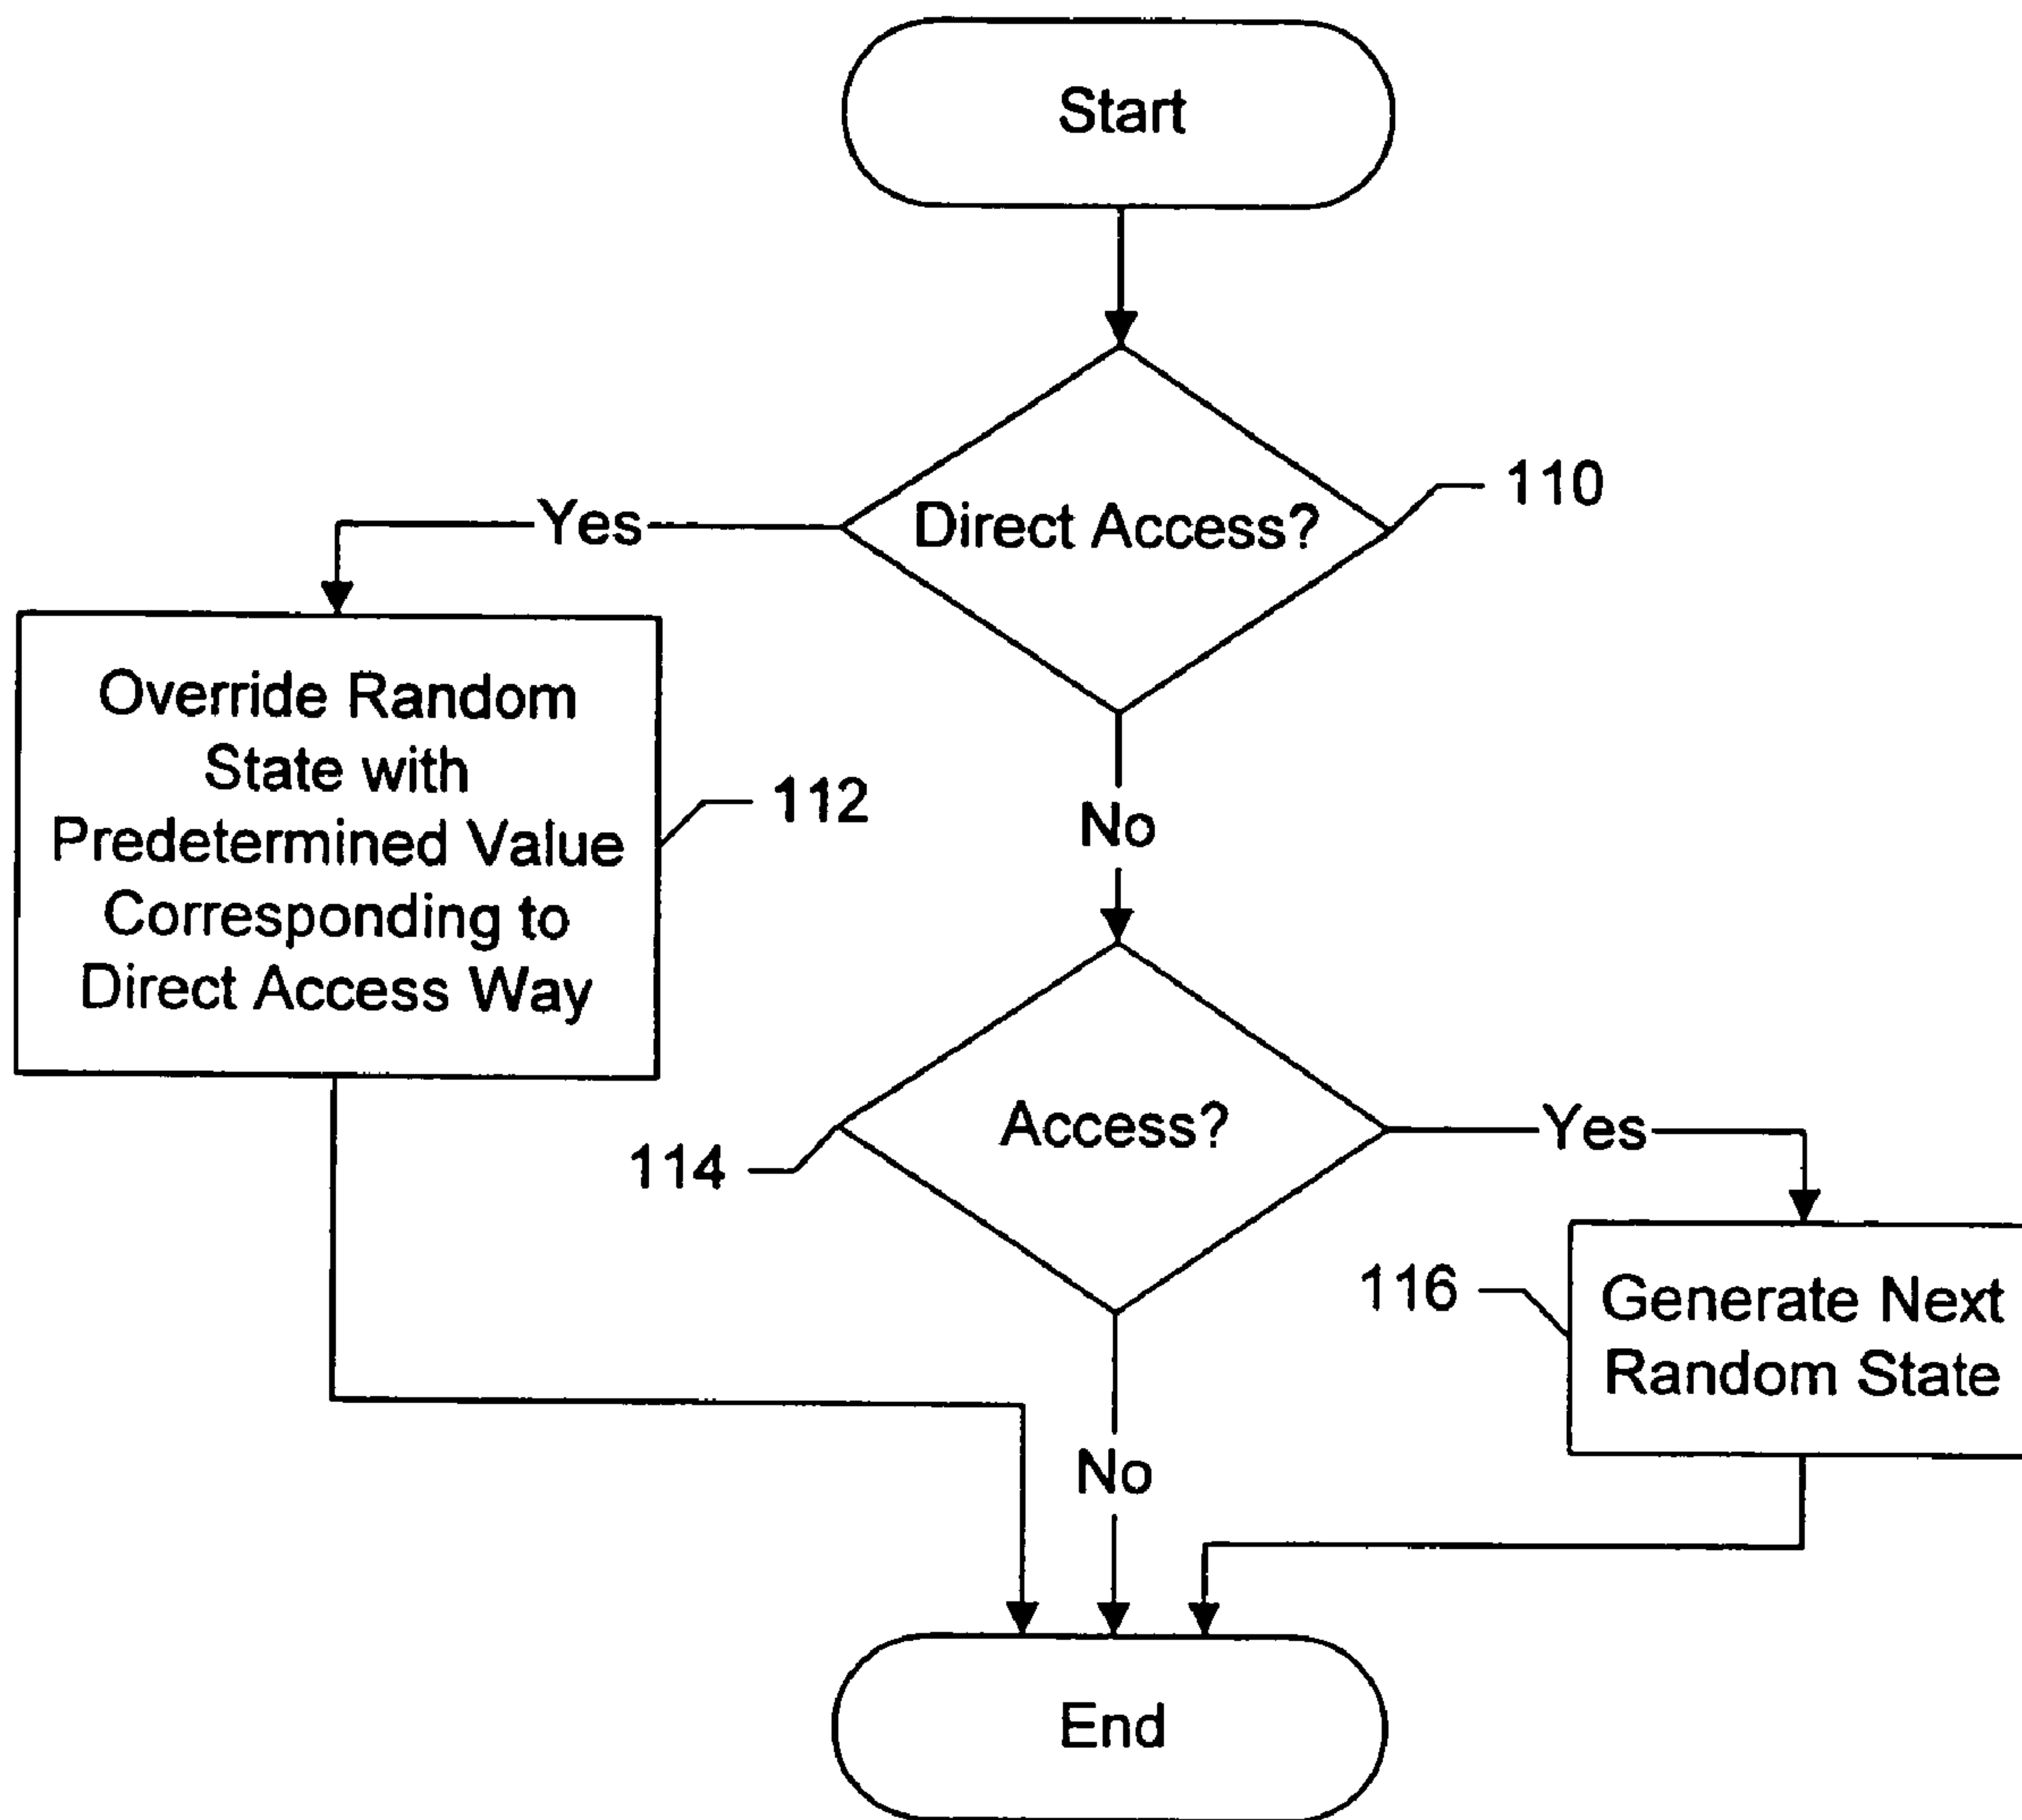 Start
Direct Access?
110
Yes
Override Random
State with
Predetermined Value
Corresponding to
Direct Access Way
112
No
Access?
114
Yes
116
Generate Next
Random State
No
End